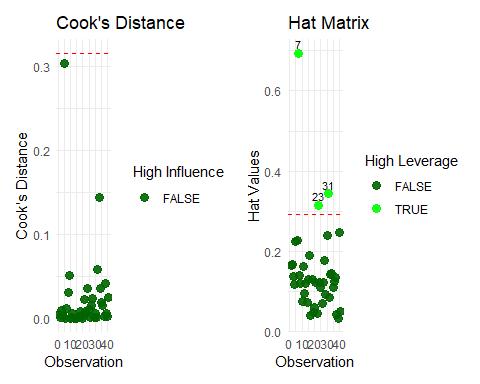 Cook's Distance
Cook's Distance
0.3
0.2
0.1
0.0
0 10203040
Observation
High Influence
FALSE
Hat Matrix
Hat Values
0.6
0.4
0.2
0.0
7
23
31
0 10203040
Observation
High Leverage
FALSE
TRUE